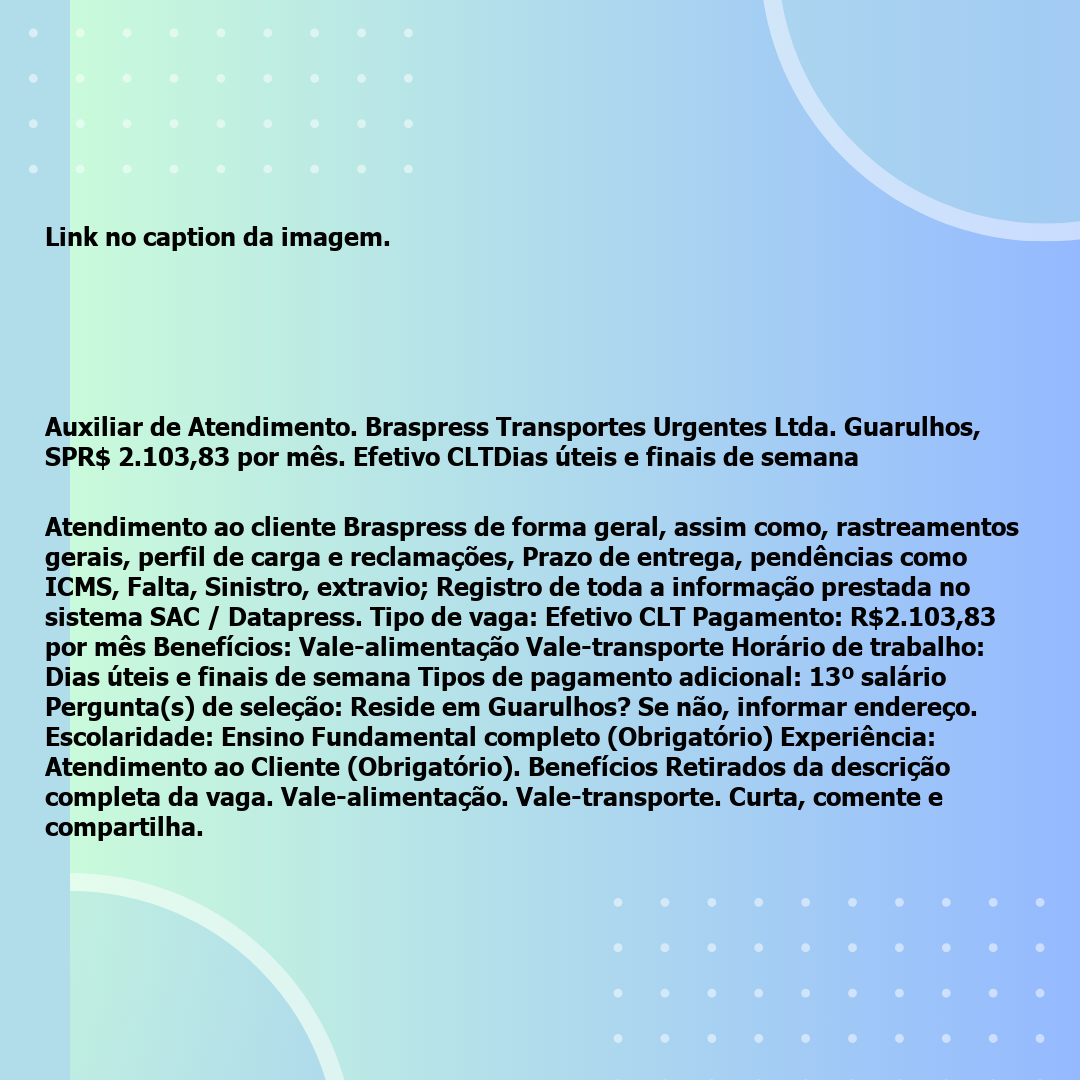 Link no caption da imagem.
Auxiliar de Atendimento. Braspress Transportes Urgentes Ltda. Guarulhos,
SPR$ 2.103,83 por mês. Efetivo CLTDias úteis e finais de semana
Atendimento ao cliente Braspress de forma geral, assim como, rastreamentos
gerais, perfil de carga e reclamações, Prazo de entrega, pendências como
ICMS, Falta, Sinistro, extravio; Registro de toda a informação prestada no
sistema SAC / Datapress. Tipo de vaga: Efetivo CLT Pagamento: R$2.103,83
por mês Benefícios: Vale-alimentação Vale-transporte Horário de trabalho:
Dias úteis e finais de semana Tipos de pagamento adicional: 13º salário
Pergunta(s) de seleção: Reside em Guarulhos? Se não, informar endereço.
Escolaridade: Ensino Fundamental completo (Obrigatório) Experiência:
Atendimento ao Cliente (Obrigatório). Benefícios Retirados da descrição
completa da vaga. Vale-alimentação. Vale-transporte. Curta, comente e
compartilha.